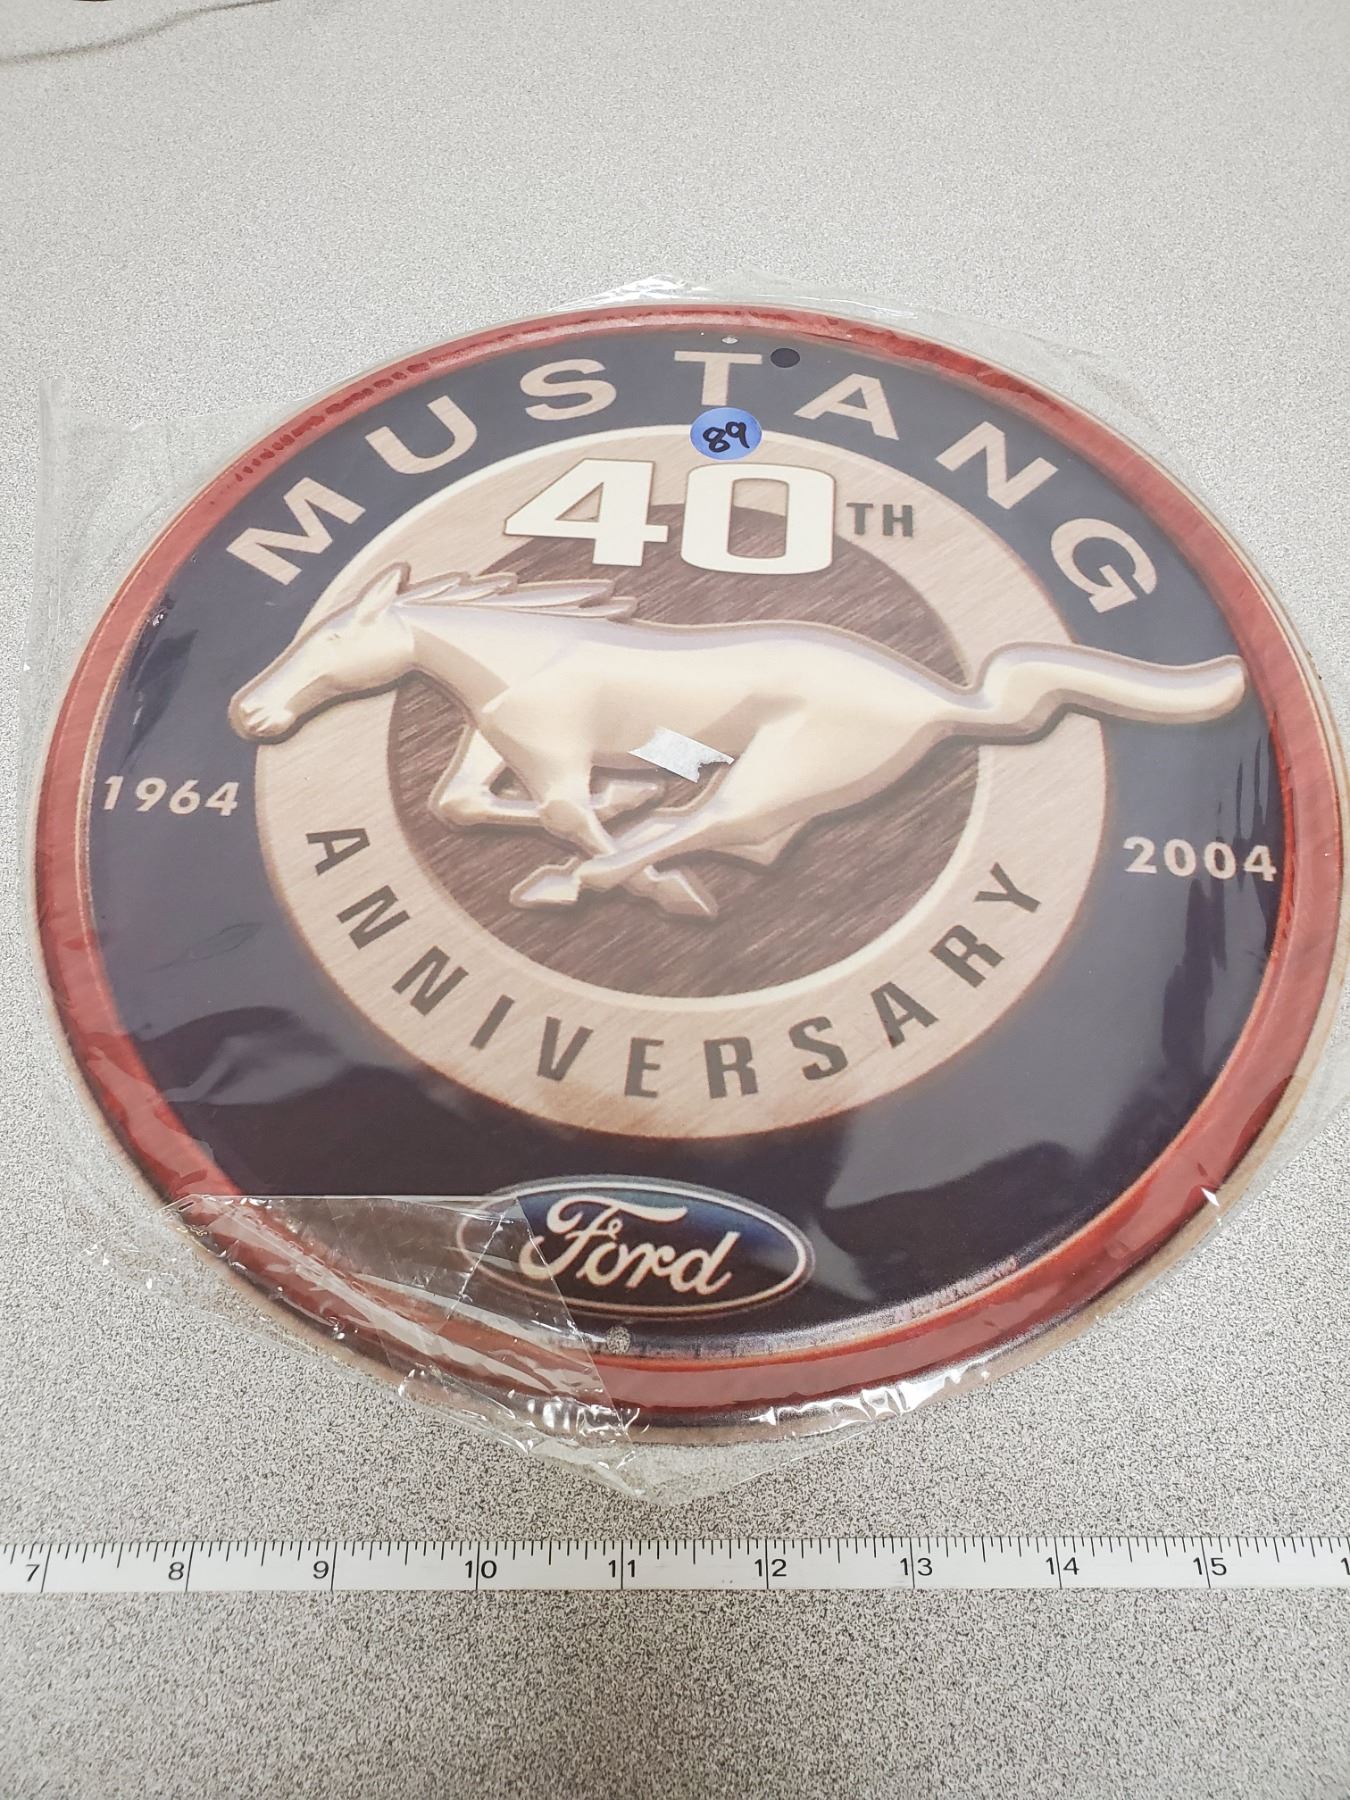 MUSTANG
89
40TH
1964
2004
ANNIVERSARY
Ford
7 8 9 10 11 12 13 14 15